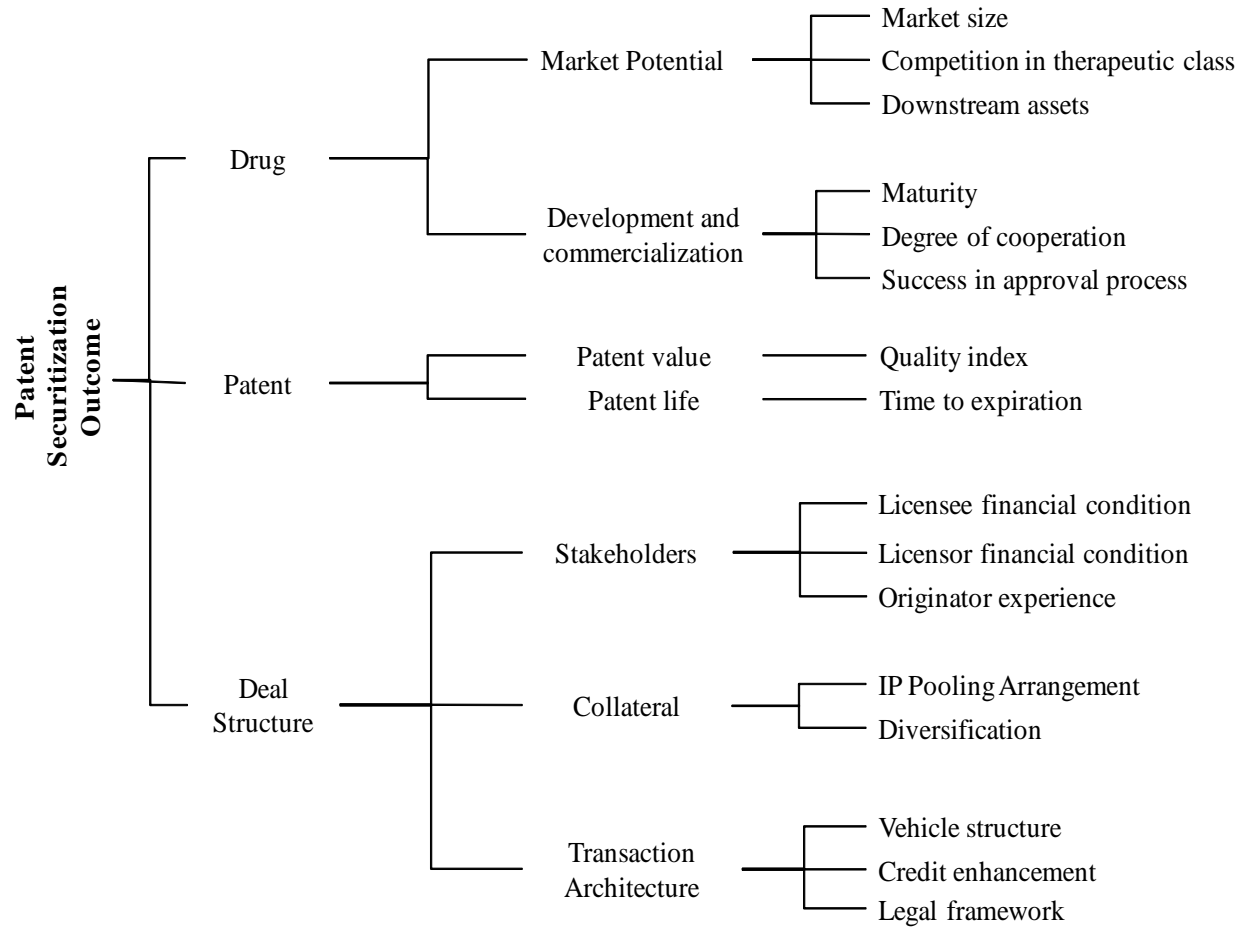 Patent
Securitization
Outcome
Drug
Market Potential
Market size
Competition in therapeutic class
Downstream assets
Development and
commercialization
Maturity
Degree of cooperation
Success in approval process
Patent
Patent value
Quality index
Patent life
Time to expiration
Deal
Structure
Stakeholders
Licensee financial condition
Licensor financial condition
Originator experience
Collateral
IP Pooling Arrangement
Diversification
Transaction
Architecture
Vehicle structure
Credit enhancement
Legal framework